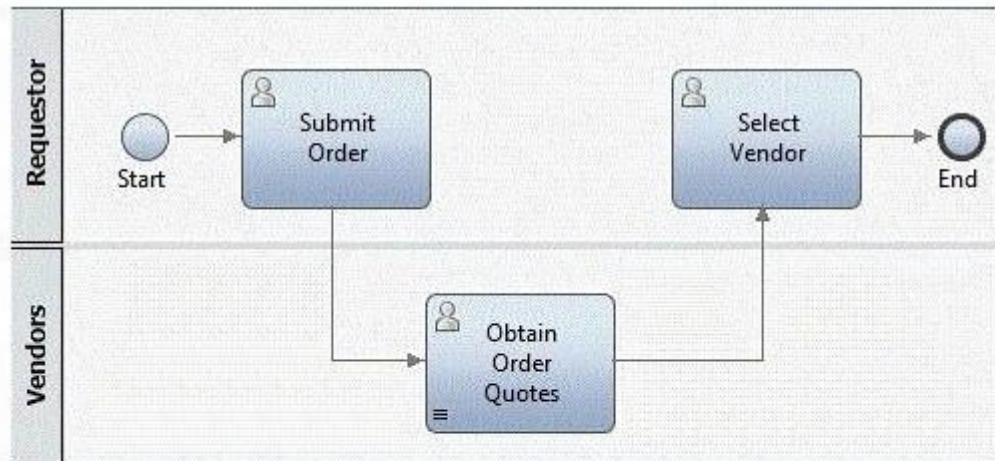 Requestor
Start
Submit
Order
Select
Vendor
End
Vendors
Obtain
Order
Quotes